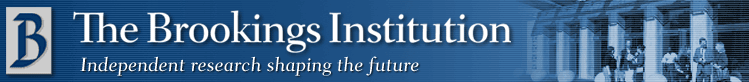 B
The Brookings Institution
Independent research shaping the future